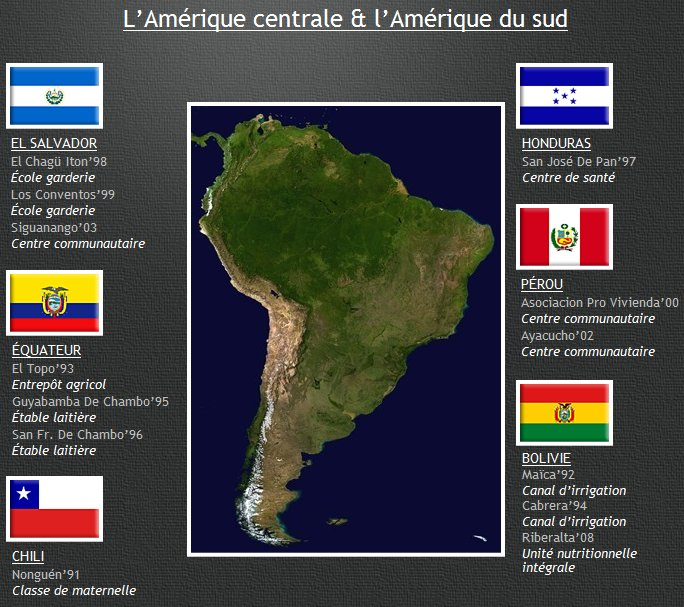 L’Amérique centrale & l’Amérique du sud
EL SALVADOR
El Chagü Iton’98
École garderie
Los Conventos’99
École garderie
Siguanango’03
Centre communautaire
ÉQUATEUR
El Topo’93
Entrepôt agricol
Guyabamba De Chambo’95
Étable laitière
San Fr. De Chambo’96
Étable laitière
CHILI
Nonguén’91
Classe de maternelle
HONDURAS
San José De Pan’97
Centre de santé
PÉROU
Asociacion Pro Vivienda’00
Centre communautaire
Ayacucho’02
Centre communautaire
BOLIVIE
Maïca’92
Canal d’irrigation
Cabrera’94
Canal d’irrigation
Riberalta’08
Unité nutritionnelle
intégrale